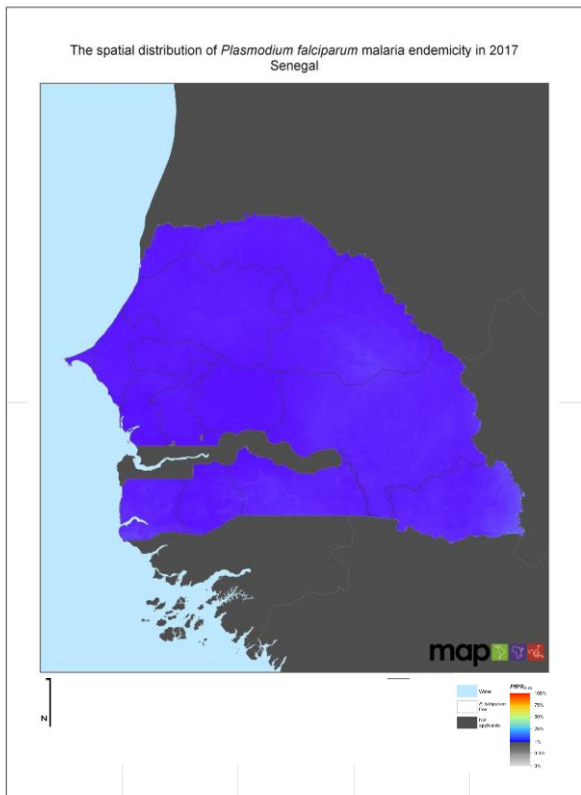 The spatial distribution of Plasmodium falciparum malaria endemicity in 2017
Senegal
map
N
Water
P. falciparum
free
Not
applicable
100%
75%
50%
25%
1%
0%